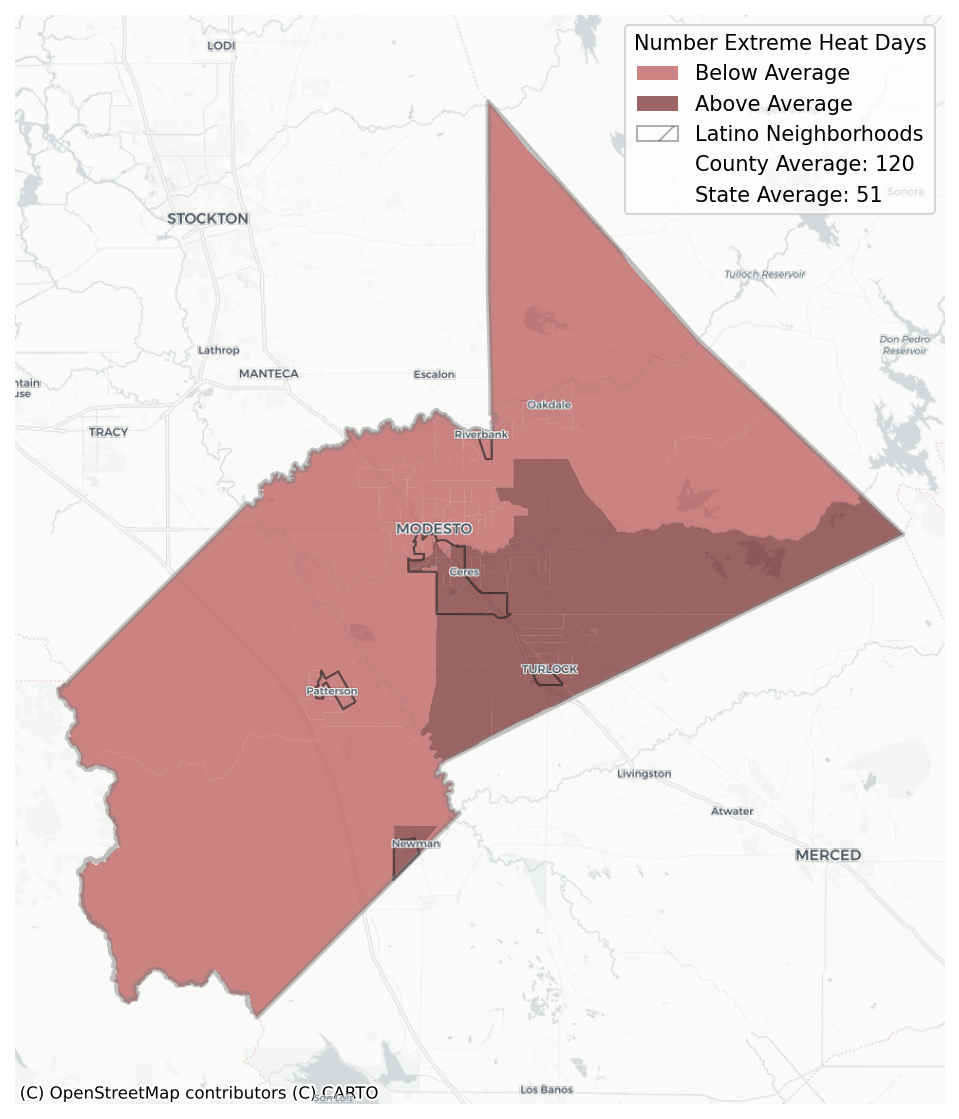 LODI
Number Extreme Heat Days
Below Average
Above Average
Latino Neighborhoods
County Average: 120
State Average: 51
Sonora
STOCKTON
Tulloch Reservoir
Don Pedro
Reservoir
Lathrop
MANTECA
Escalon
ntain
use
Oakdale
TRACY
Riverbank
MODESTO
Ceres
TURLOCK
Patterson
Livingston
Atwater
Newman
MERCED
Los Banos
(C) OpenStreetMap contributors (C) CARTO
San Luis